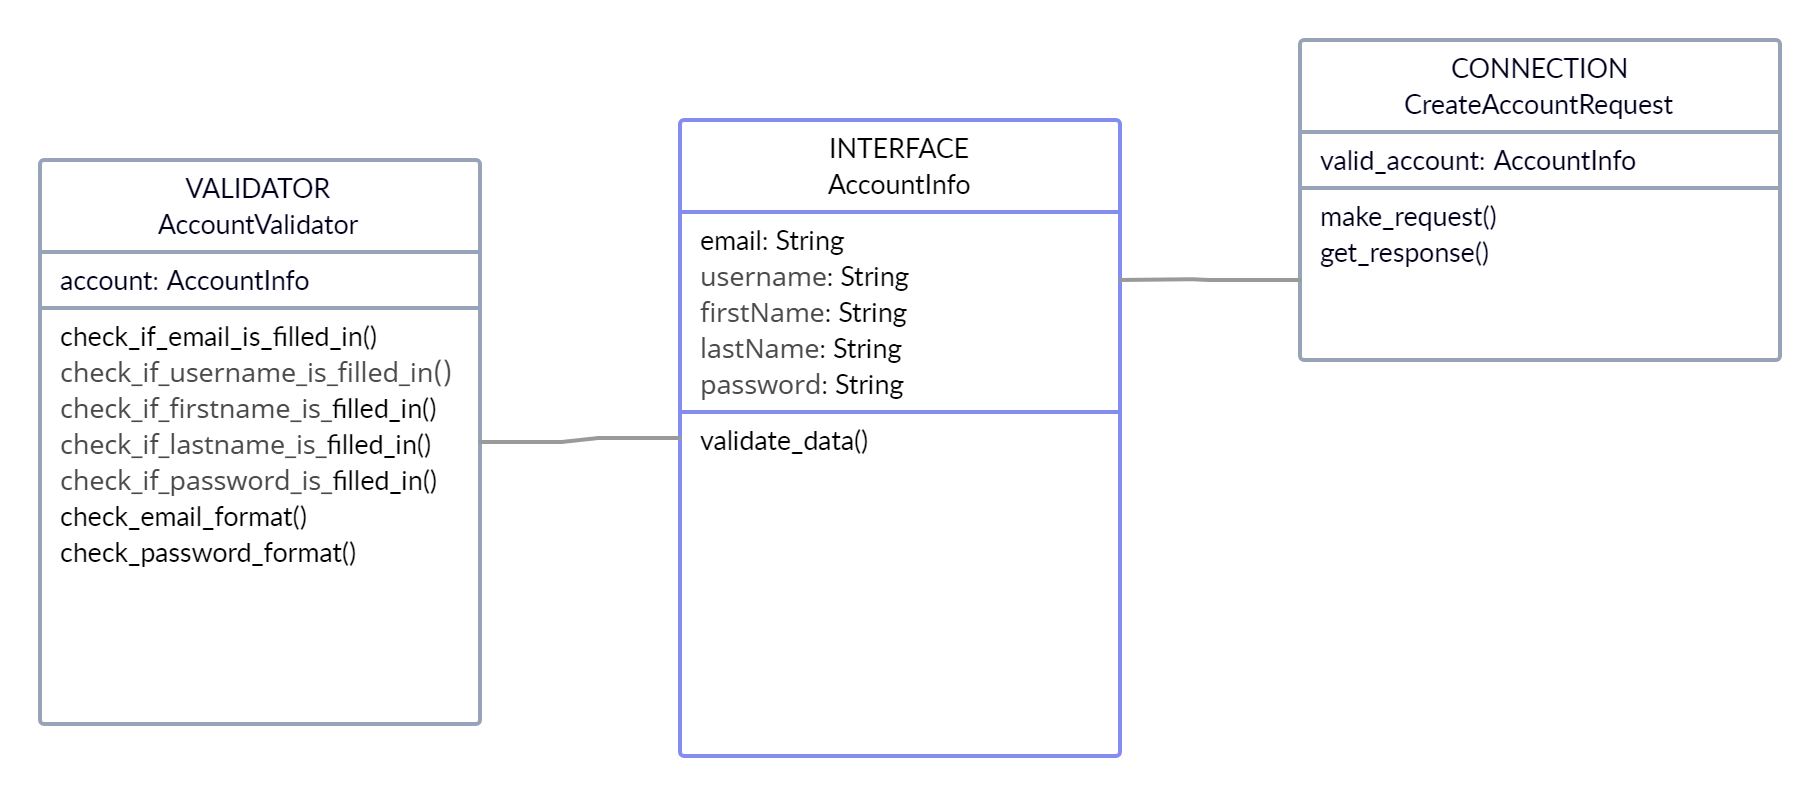 VALIDATOR
AccountValidator
account: AccountInfo
check_if_email_is_filled_in()
check_if_username_is_filled_in()
check_if_firstname_is_filled_in()
check_if_lastname_is_filled_in()
check_if_password_is_filled_in()
check_email_format()
check_password_format()
INTERFACE
AccountInfo
email: String
username: String
firstName: String
lastName: String
password: String
validate_data()
CONNECTION
CreateAccountRequest
valid_account: AccountInfo
make_request()
get_response()